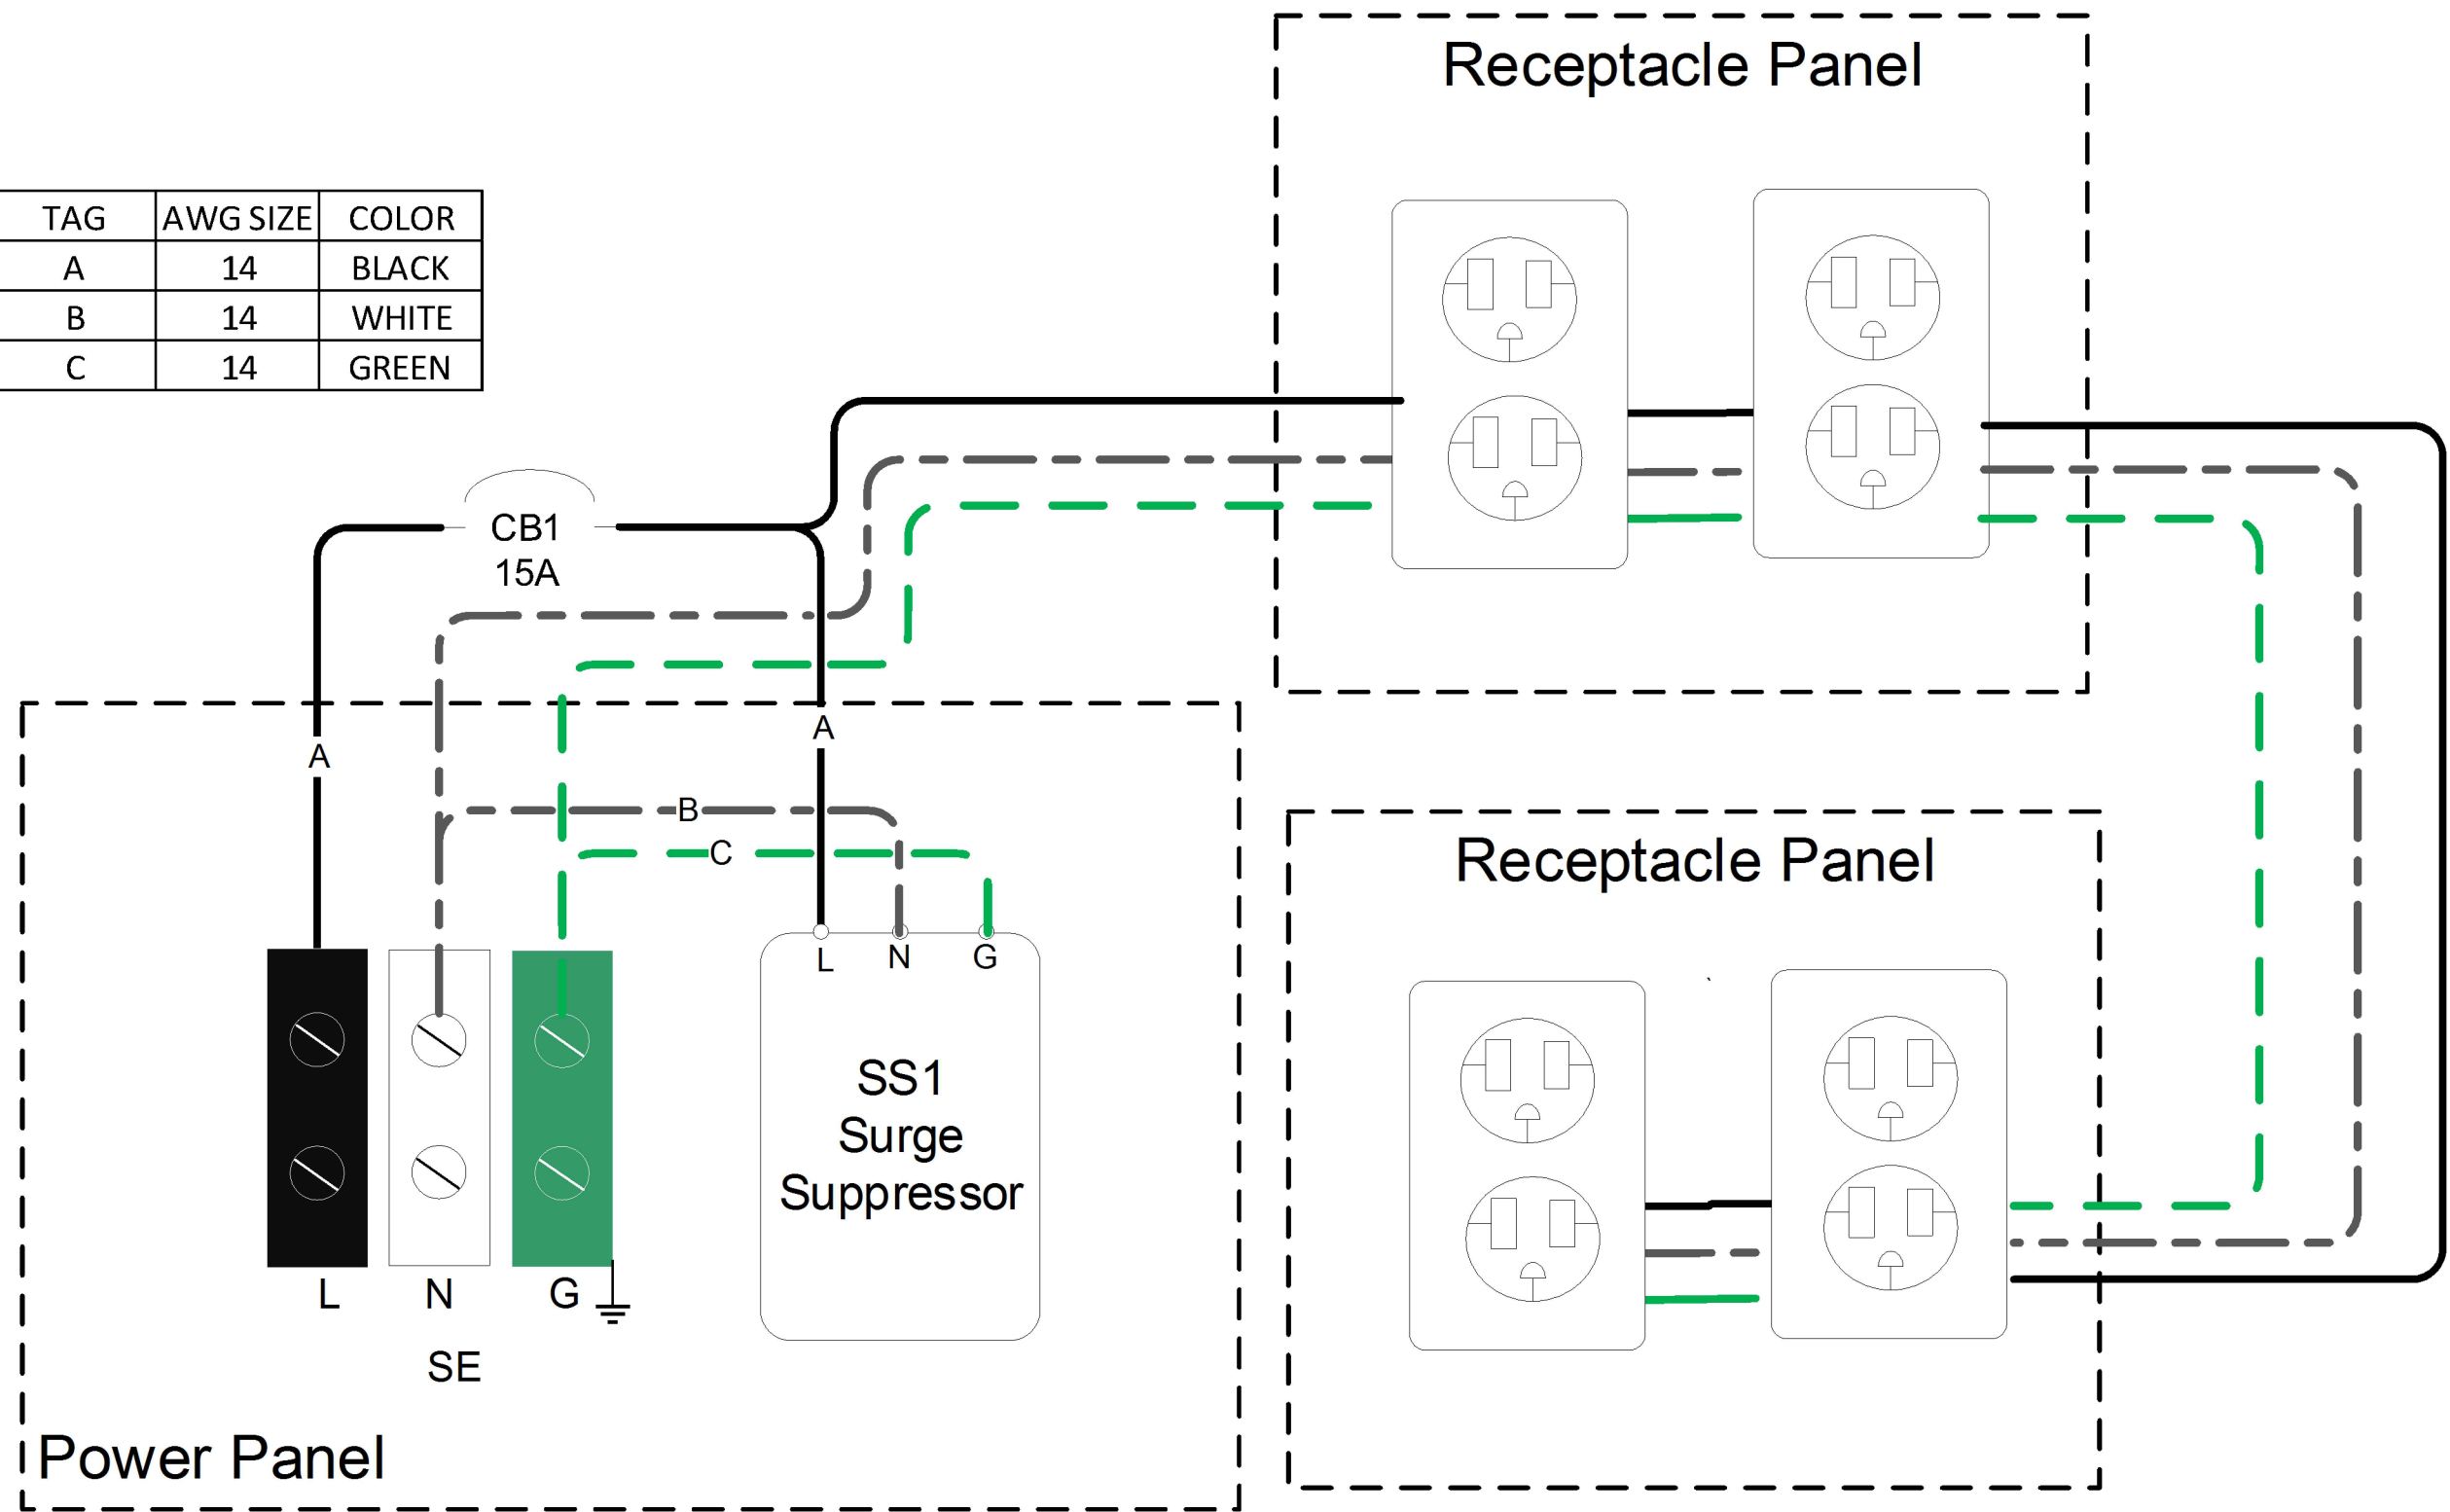 Receptacle Panel
TAG AWG SIZE COLOR
A 14 BLACK
B 14 WHITE
C 14 GREEN
CB1
15A
A
A
B
C
Receptacle Panel
L N G
SS1
Surge
Suppressor
L N G
SE
Power Panel